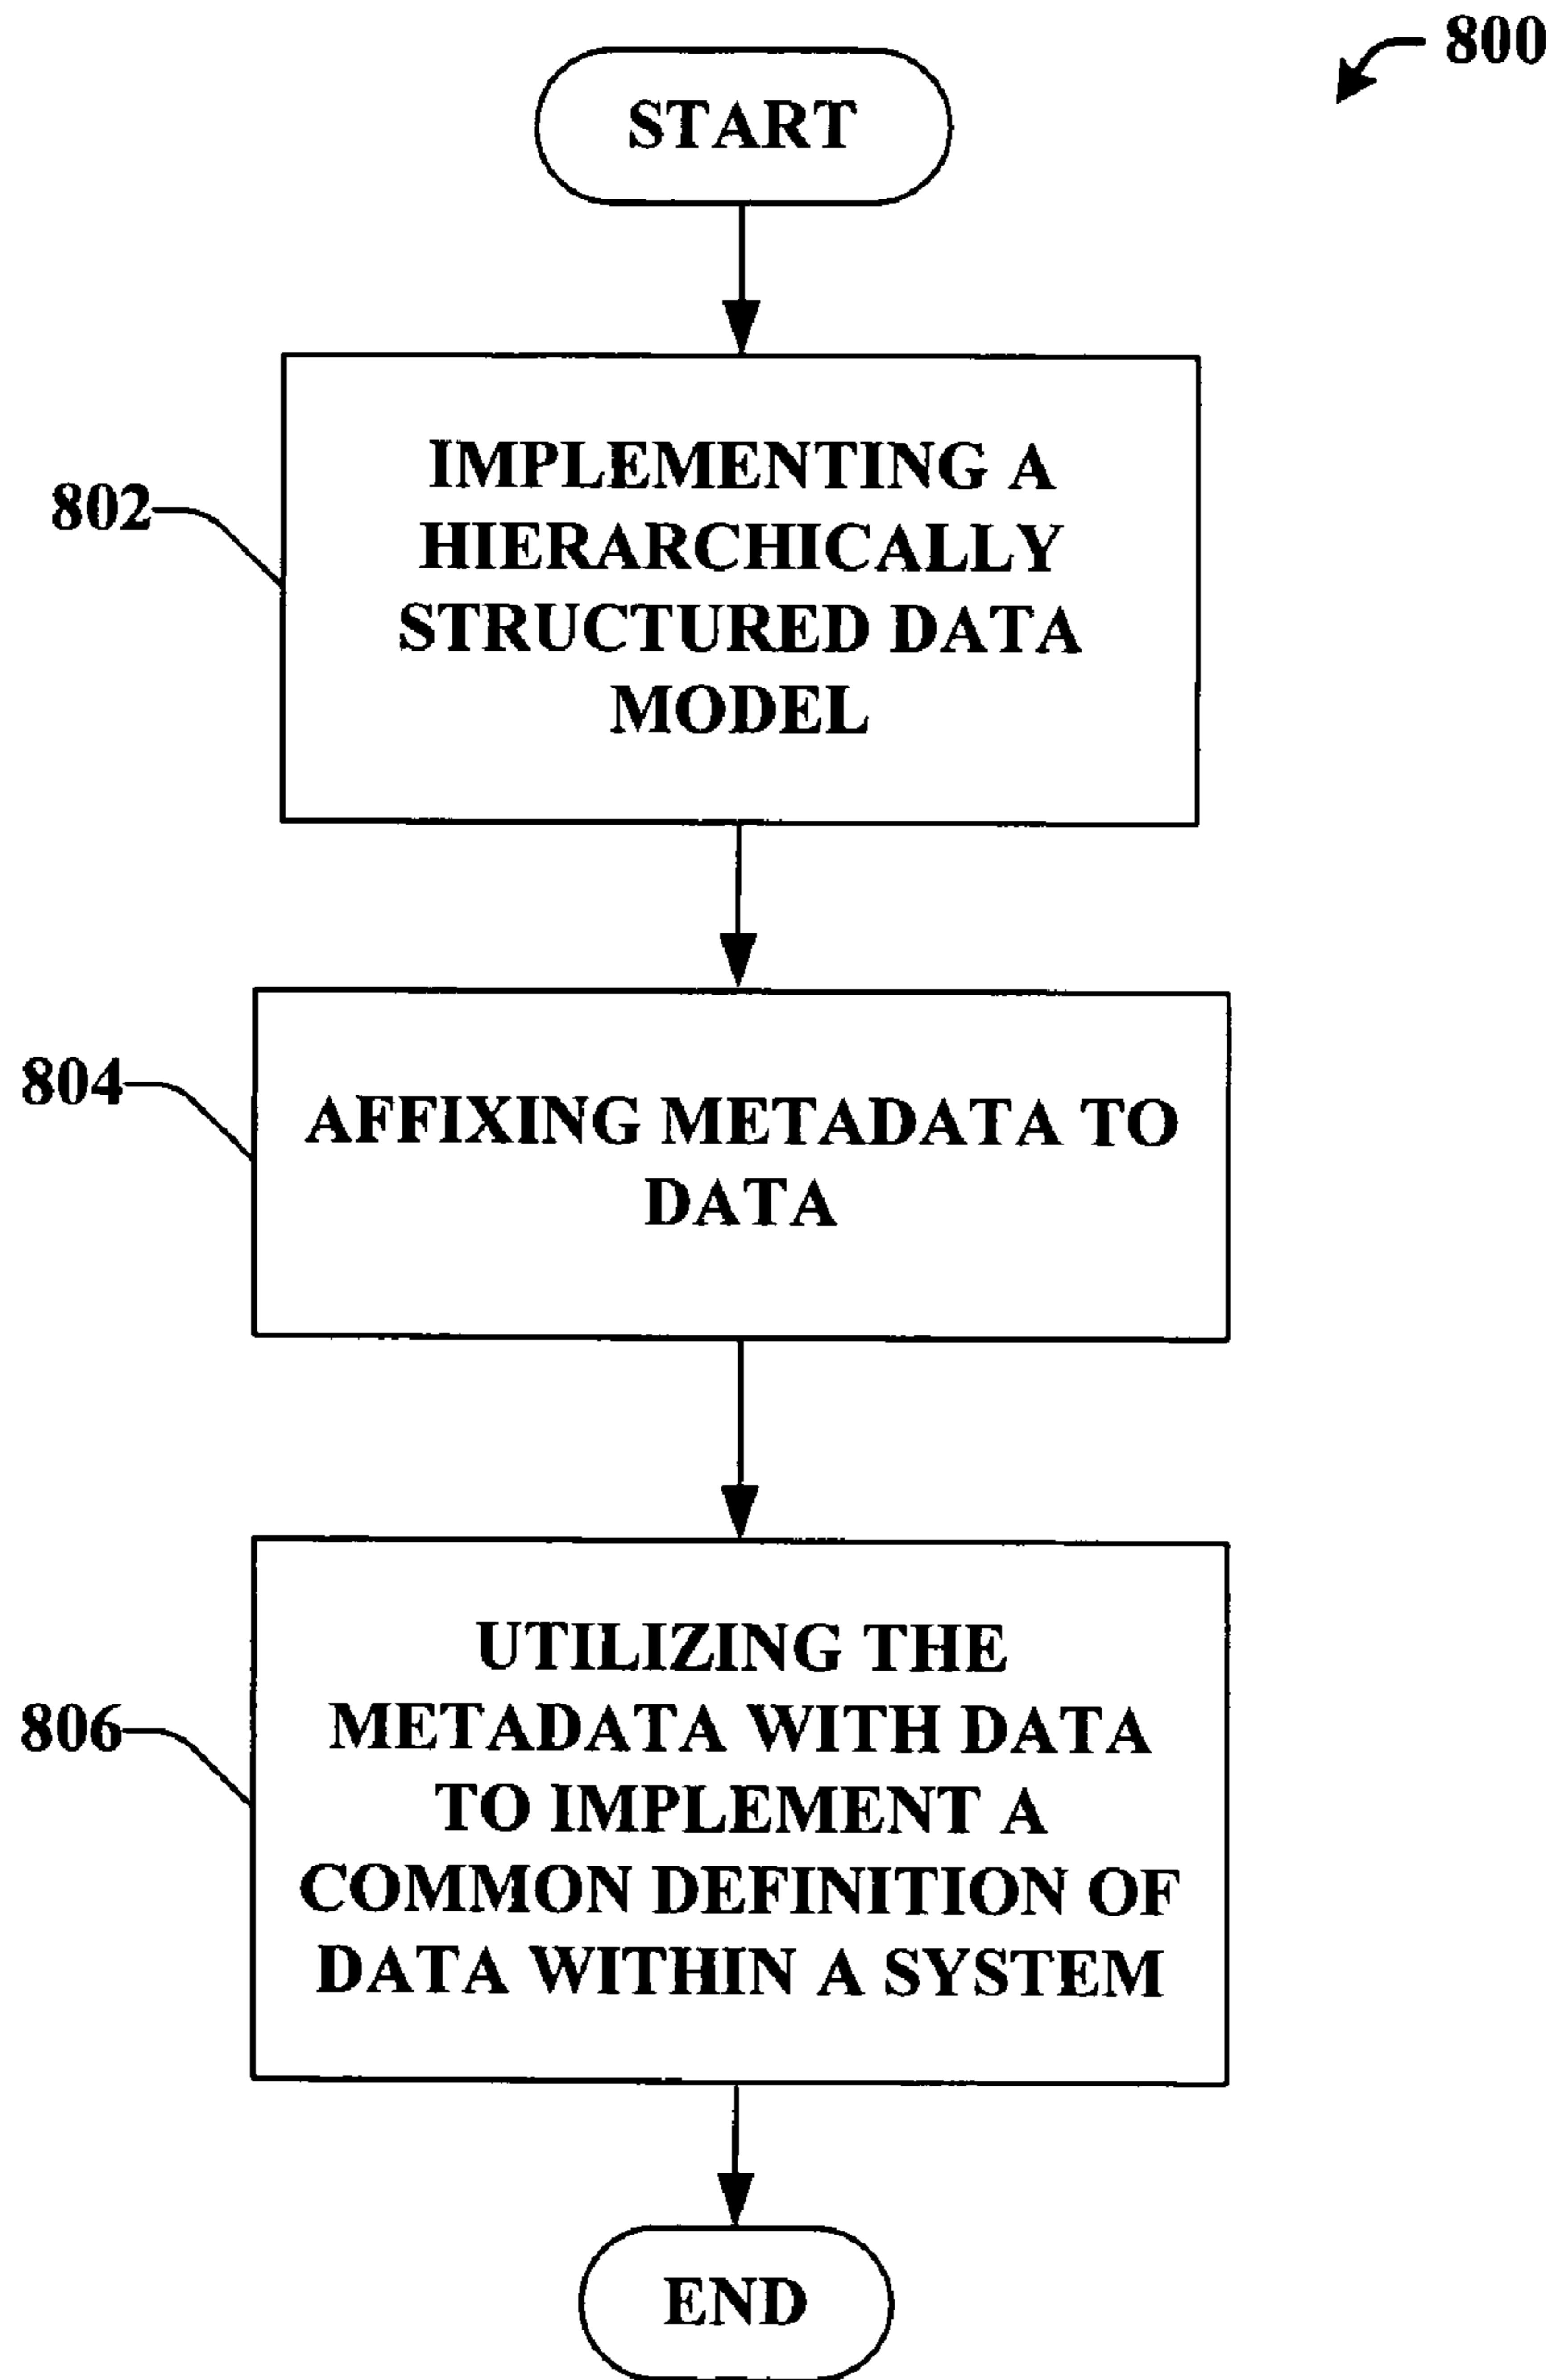 800
START
802
IMPLEMENTING A
HIERARCHICALLY
STRUCTURED DATA
MODEL
804
AFFIXING METADATA TO
DATA
806
UTILIZING THE
METADATA WITH DATA
TO IMPLEMENT A
COMMON DEFINITION OF
DATA WITHIN A SYSTEM
END